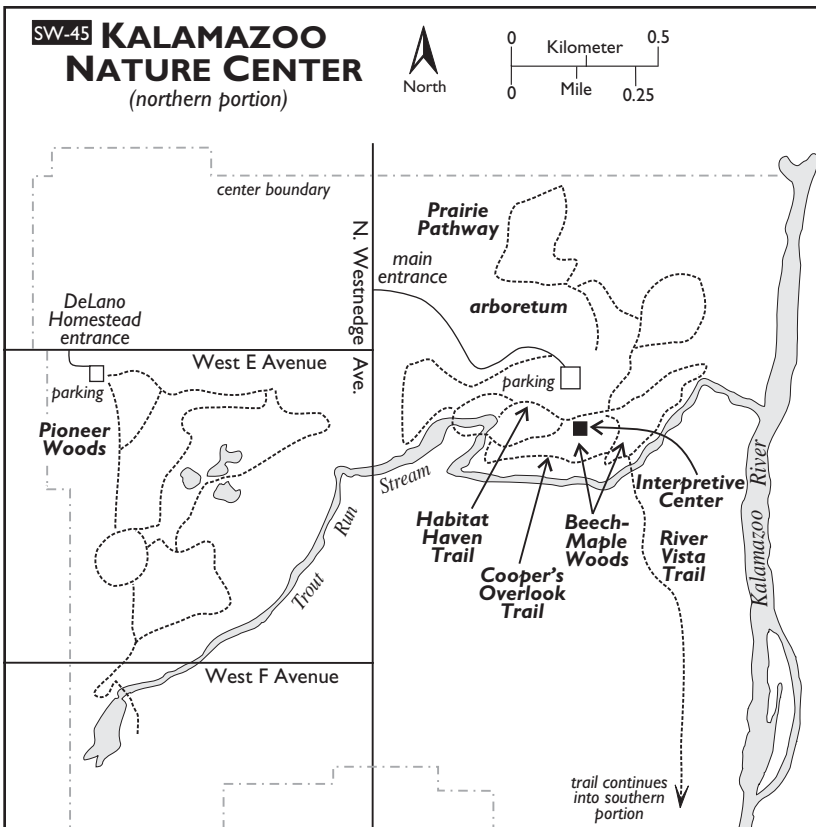 SW-45 KALAMAZOO
NATURE CENTER
(northern portion)
North
0 0.5
Kilometer
Mile
0 0.25
center boundary
Prairie
Pathway
N. Westnedge Ave.
main
entrance
arboretum
DeLano
Homestead
entrance
West E Avenue
parking
parking
Pioneer
Woods
Trout Run Stream
Habitat
Haven
Trail
Cooper's
Overlook
Trail
Beech-
Maple
Woods
Interpretive
Center
River
Vista
Trail
Kalamazoo River
West F Avenue
trail continues
into southern
portion